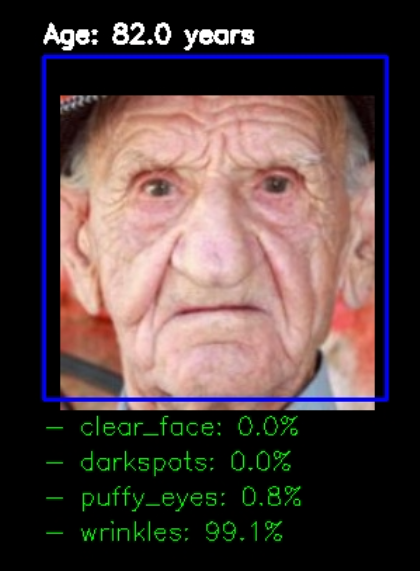 Age: 82.0 years
— clear_face: 0.0%
— darkspots: 0.0%
— puffy_eyes: 0.8%
— wrinkles: 99.1%